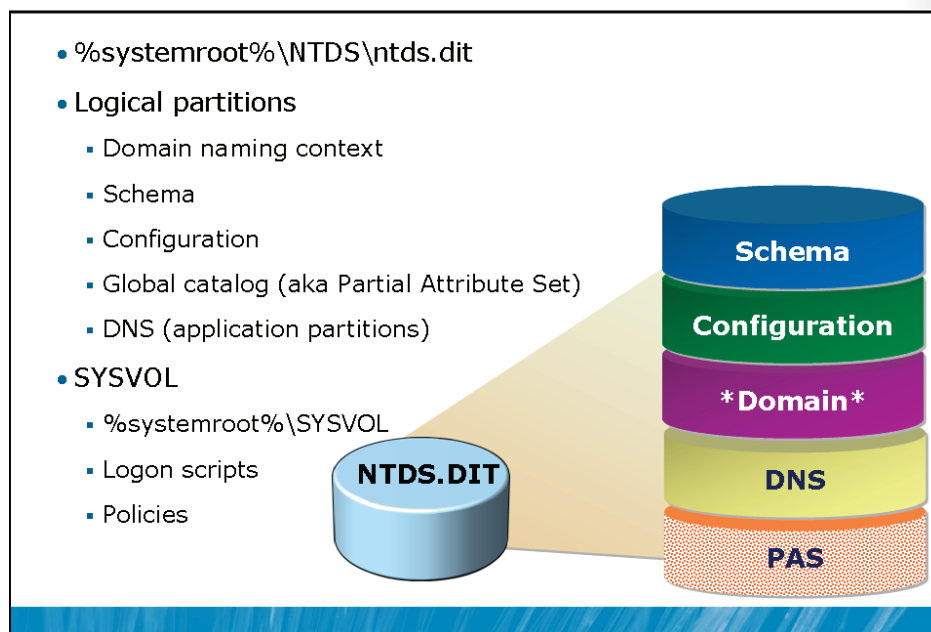 • %systemroot%\NTDS\ntds.dit
• Logical partitions
▪ Domain naming context
▪ Schema
▪ Configuration
▪ Global catalog (aka Partial Attribute Set)
▪ DNS (application partitions)
• SYSVOL
▪ %systemroot%\SYSVOL
▪ Logon scripts
▪ Policies
NTDS.DIT
Schema
Configuration
*Domain*
DNS
PAS